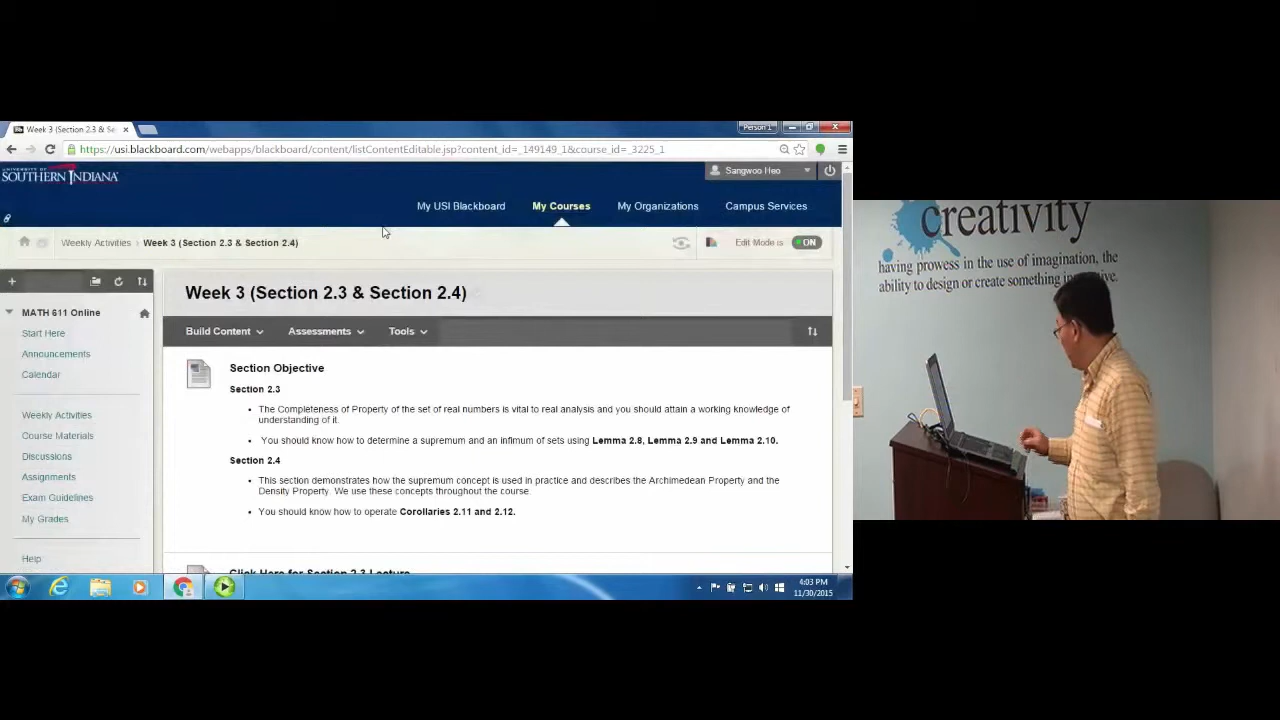 Week 3 (Section 2.3 & Se
Person 1
https://usi.blackboard.com/webapps/blackboard/content/listContentEditable.jsp?content_id=_149149_1&course_id=_3225_1
UNIVERSITY OF
SOUTHERN INDIANA
Sangwoo Heo
My USI Blackboard My Courses My Organizations Campus Services
Weekly Activities Week 3 (Section 2.3 & Section 2.4) Edit Mode is ON
Week 3 (Section 2.3 & Section 2.4)
Build Content Assessments Tools
MATH 611 Online
Start Here
Announcements
Calendar
Weekly Activities
Course Materials
Discussions
Assignments
Exam Guidelines
My Grades
Help
Section Objective
Section 2.3
The Completeness of Property of the set of real numbers is vital to real analysis and you should attain a working knowledge of
understanding of it.
You should know how to determine a supremum and an infimum of sets using Lemma 2.8, Lemma 2.9 and Lemma 2.10.
Section 2.4
This section demonstrates how the supremum concept is used in practice and describes the Archimedean Property and the
Density Property. We use these concepts throughout the course.
You should know how to operate Corollaries 2.11 and 2.12.
Click Here for Section 2.3 Lecture
4:03 PM
11/30/2015
creativity
having prowess in the use of imagination, the
ability to design or create something